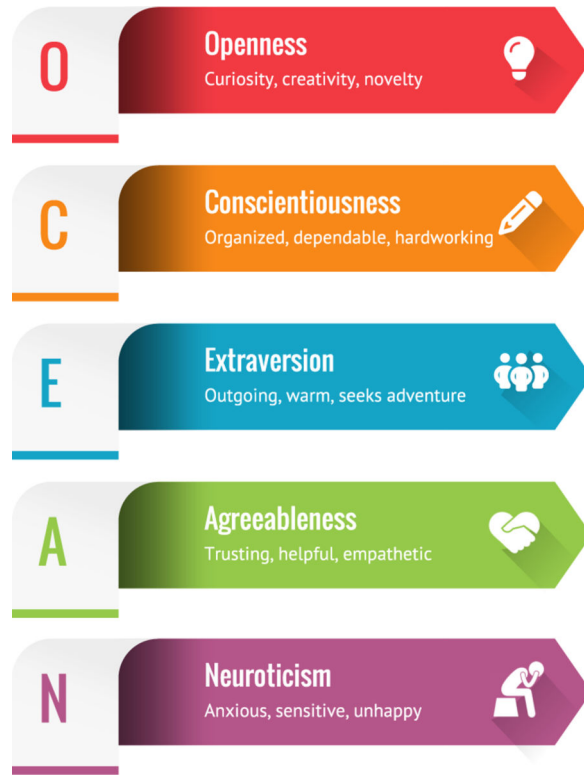 O
Openness
Curiosity, creativity, novelty
C
Conscientiousness
Organized, dependable, hardworking
E
Extraversion
Outgoing, warm, seeks adventure
A
Agreeableness
Trusting, helpful, empathetic
N
Neuroticism
Anxious, sensitive, unhappy